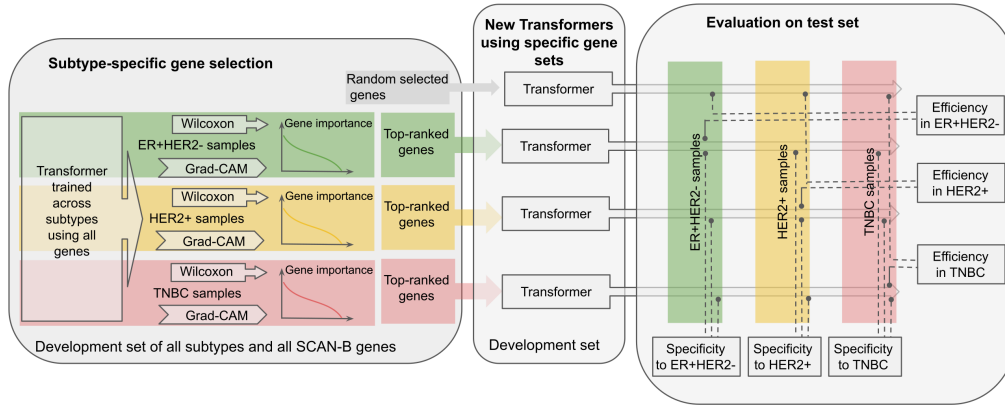 Subtype-specific gene selection
Random selected
genes
Transformer
trained
across
subtypes
using all
genes
Wilcoxon
ER+HER2- samples
Grad-CAM
Gene importance
Top-ranked
genes
Wilcoxon
HER2+ samples
Grad-CAM
Gene importance
Top-ranked
genes
Wilcoxon
TNBC samples
Grad-CAM
Gene importance
Top-ranked
genes
Development set of all subtypes and all SCAN-B genes
New Transformers
using specific gene
sets
Transformer
Transformer
Transformer
Transformer
Development set
Evaluation on test set
ER+HER2- samples
HER2+ samples
TNBC samples
Efficiency
in ER+HER2-
Efficiency
in HER2+
Efficiency
in TNBC
Specificity
to ER+HER2-
Specificity
to HER2+
Specificity
to TNBC